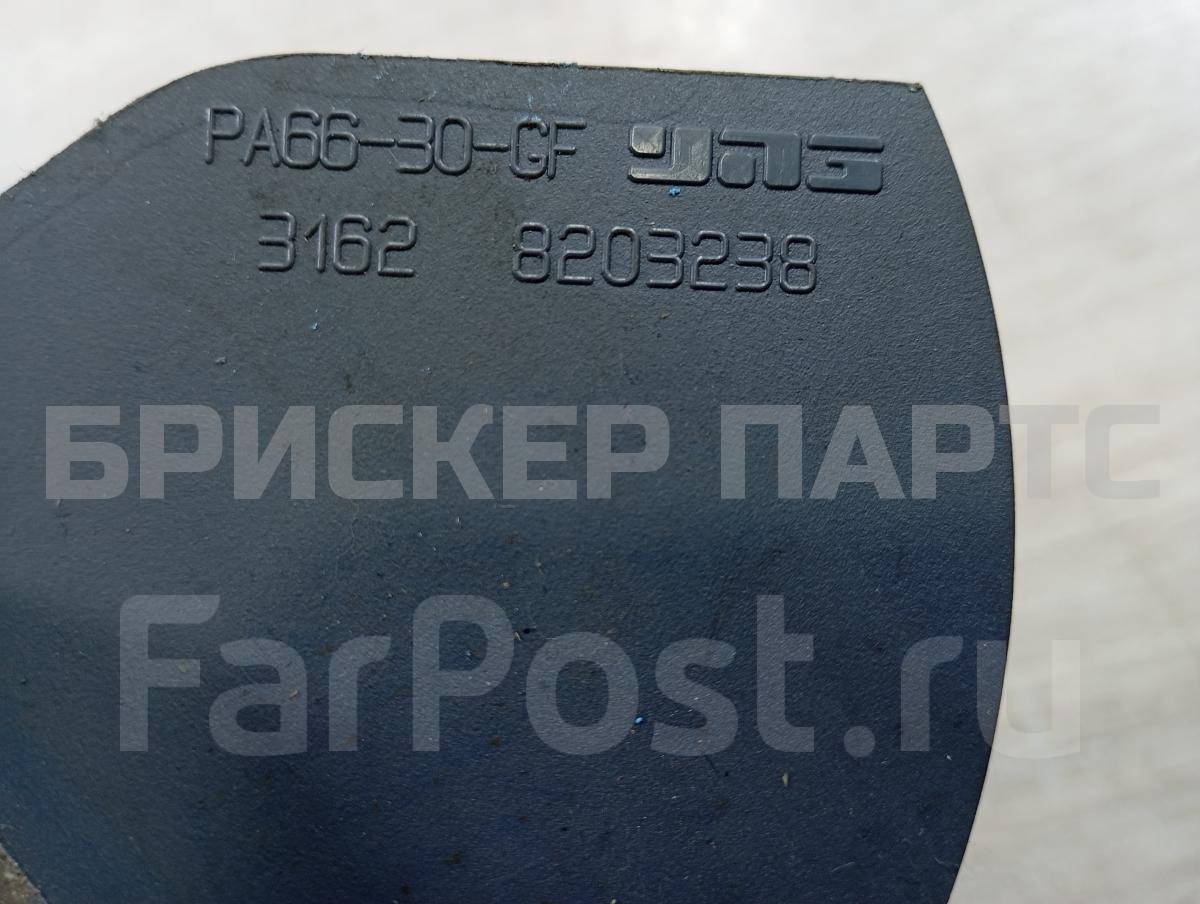 PA66-30-GF УАЗ
3162 8203238
БРИСКЕР ПАРТС
FarPost.ru